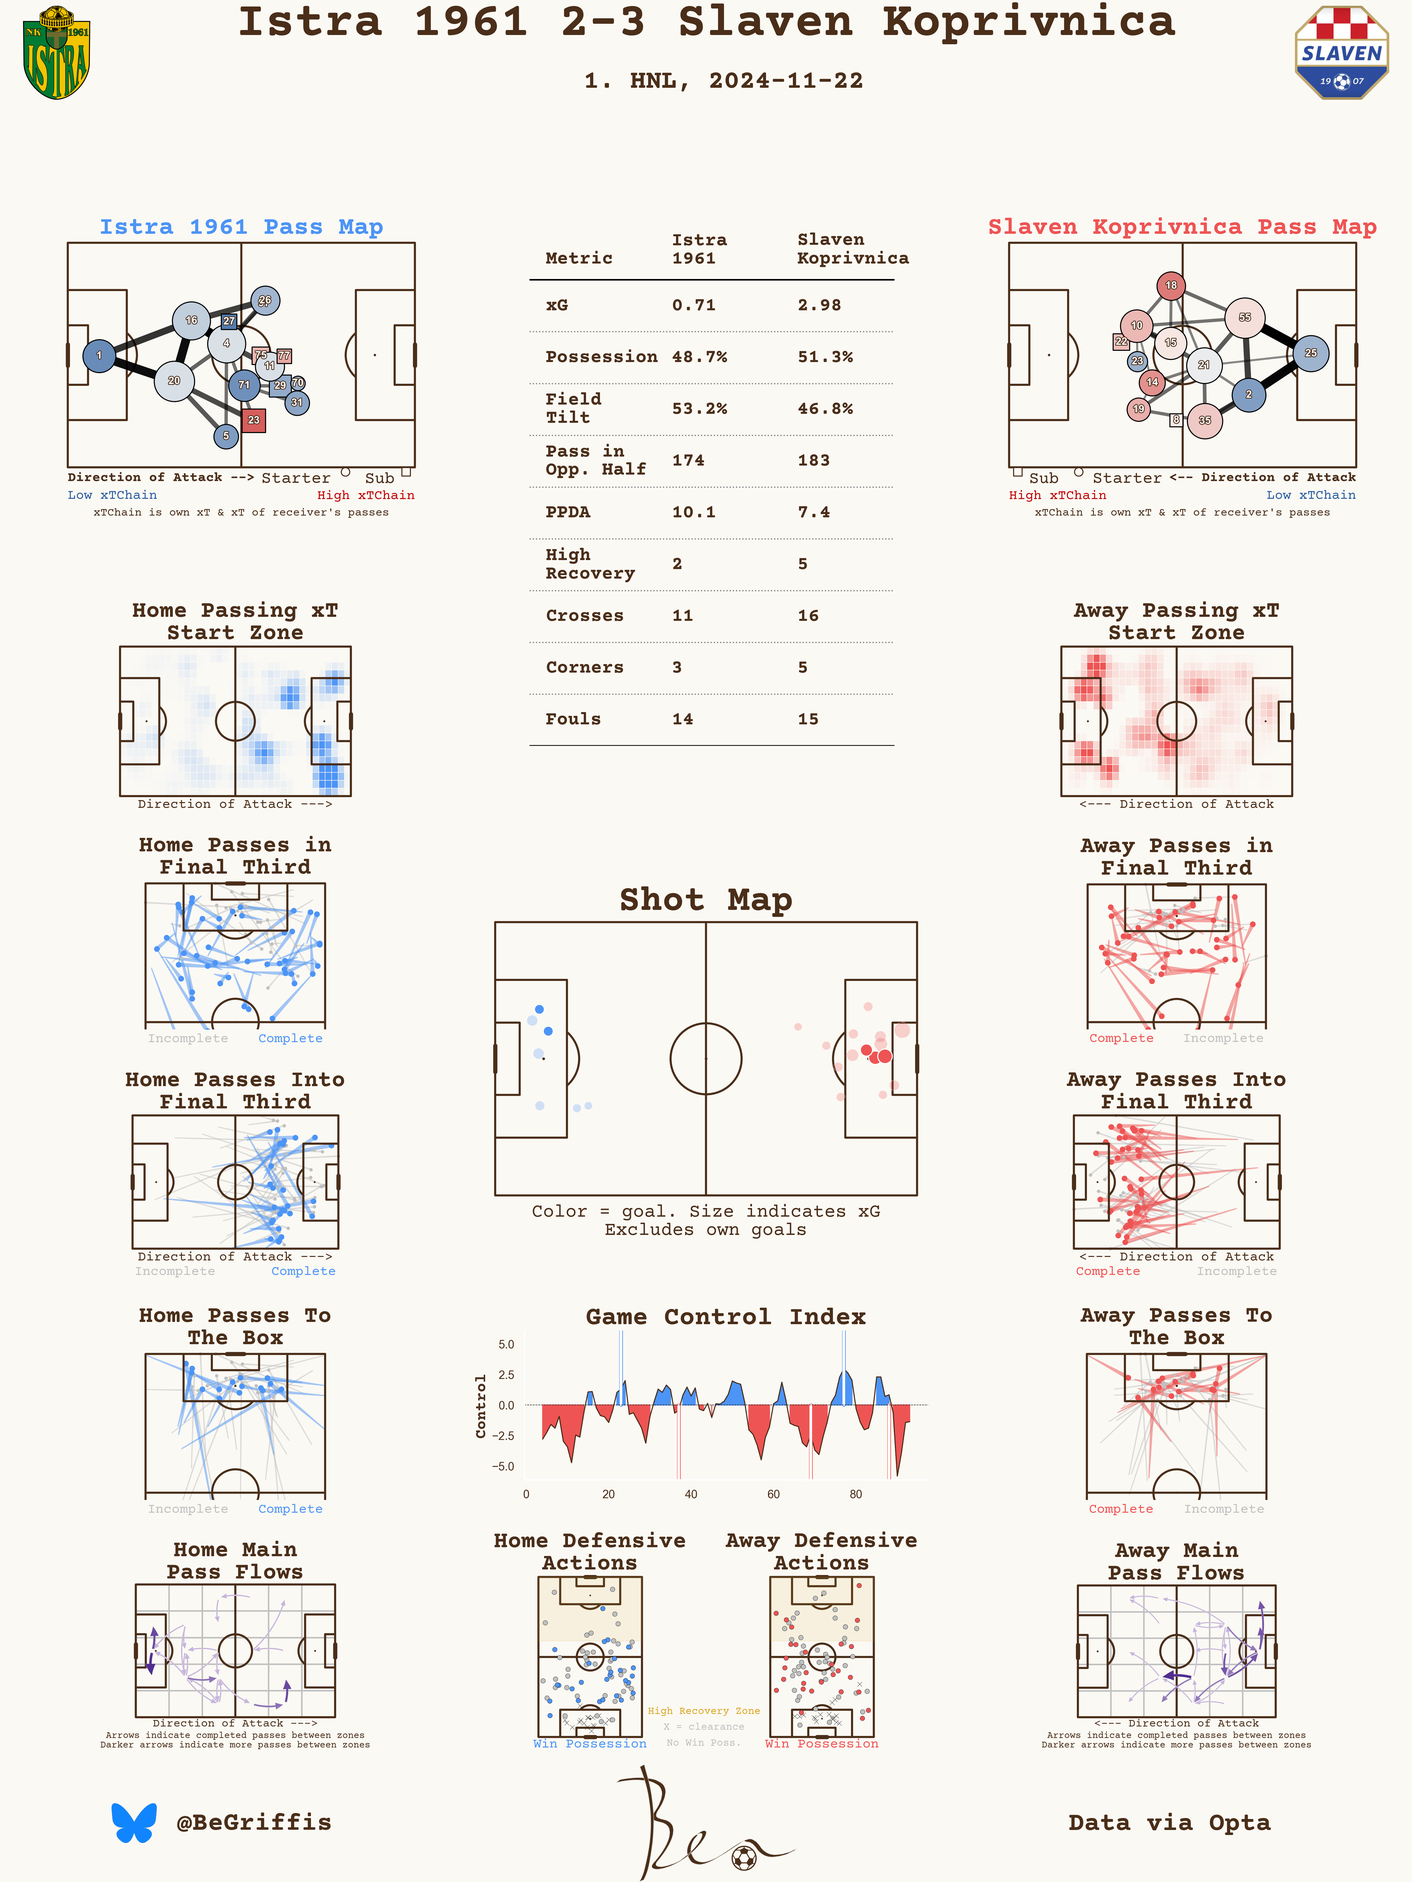 Istra 1961 2-3 Slaven Koprivnica
1. HNL, 2024-11-22
NK 1961
ISTRA
SLAVEN
19 07
Istra 1961 Pass Map
1
16
20
26
27
4
75
77
11
71
29
70
31
23
5
Direction of Attack --> Starter Sub
Low xTChain High xTChain
xTChain is own xT & xT of receiver's passes
Metric Istra 1961 Slaven Koprivnica
xG 0.71 2.98
Possession 48.7% 51.3%
Field Tilt 53.2% 46.8%
Pass in Opp. Half 174 183
PPDA 10.1 7.4
High Recovery 2 5
Crosses 11 16
Corners 3 5
Fouls 14 15
Slaven Koprivnica Pass Map
18
10
55
22
15
23
21
25
14
2
19
8
35
Sub Starter <-- Direction of Attack
High xTChain Low xTChain
xTChain is own xT & xT of receiver's passes
Home Passing xT
Start Zone
Direction of Attack --->
Away Passing xT
Start Zone
<--- Direction of Attack
Home Passes in
Final Third
Incomplete Complete
Away Passes in
Final Third
Complete Incomplete
Shot Map
Color = goal. Size indicates xG
Excludes own goals
Home Passes Into
Final Third
Direction of Attack --->
Incomplete Complete
Away Passes Into
Final Third
<--- Direction of Attack
Complete Incomplete
Home Passes To
The Box
Incomplete Complete
Game Control Index
Control
5.0
2.5
0.0
−2.5
−5.0
0 20 40 60 80
Away Passes To
The Box
Complete Incomplete
Home Main
Pass Flows
Direction of Attack --->
Arrows indicate completed passes between zones
Darker arrows indicate more passes between zones
Home Defensive
Actions
Win Possession
High Recovery Zone
X = clearance
No Win Poss.
Away Defensive
Actions
Win Possession
Away Main
Pass Flows
<--- Direction of Attack
Arrows indicate completed passes between zones
Darker arrows indicate more passes between zones
@BeGriffis
Ben
Data via Opta